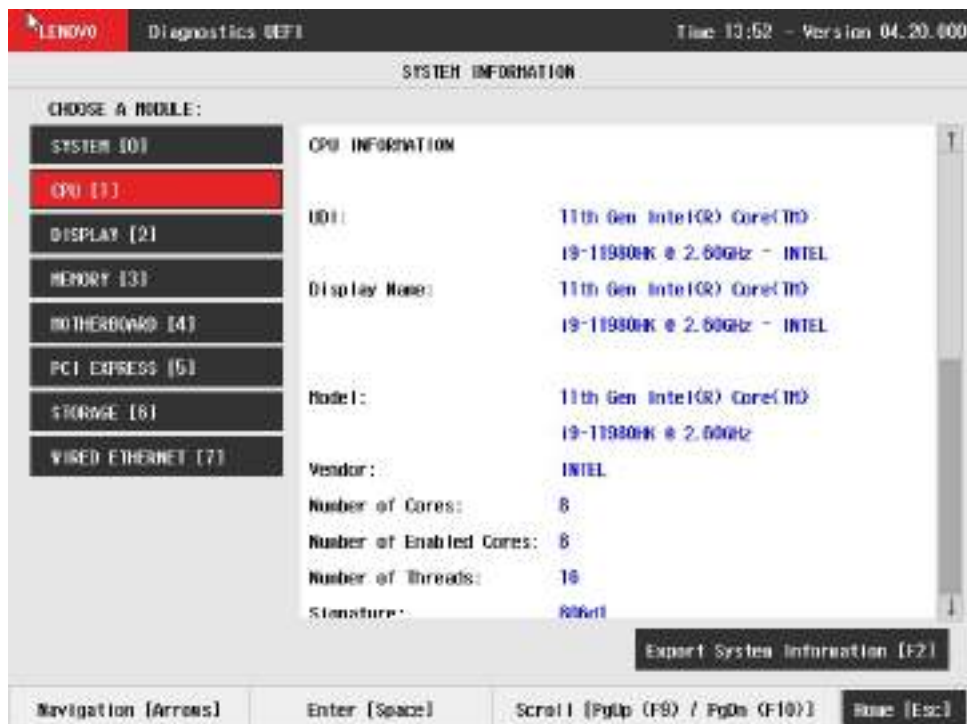 LENOVO Diagnostics UEFI Time 13:52 - Version 04.20.000
SYSTEM INFORMATION
CHOOSE A MODULE:
SYSTEM [0]
CPU [1]
DISPLAY [2]
MEMORY [3]
MOTHERBOARD [4]
PCI EXPRESS [5]
STORAGE [6]
WIRED ETHERNET [7]
CPU INFORMATION
UDI: 11th Gen Intel(R) Core(TM)
i9-11980HK @ 2.60GHz - INTEL
Display Name: 11th Gen Intel(R) Core(TM)
i9-11980HK @ 2.60GHz - INTEL
Model: 11th Gen Intel(R) Core(TM)
i9-11980HK @ 2.60GHz
Vendor: INTEL
Number of Cores: 8
Number of Enabled Cores: 8
Number of Threads: 16
Signature: 806d1
Export System Information [F2]
Navigation [Arrows] Enter [Space] Scroll [PgUp (F9) / PgDn (F10)] Home [Esc]